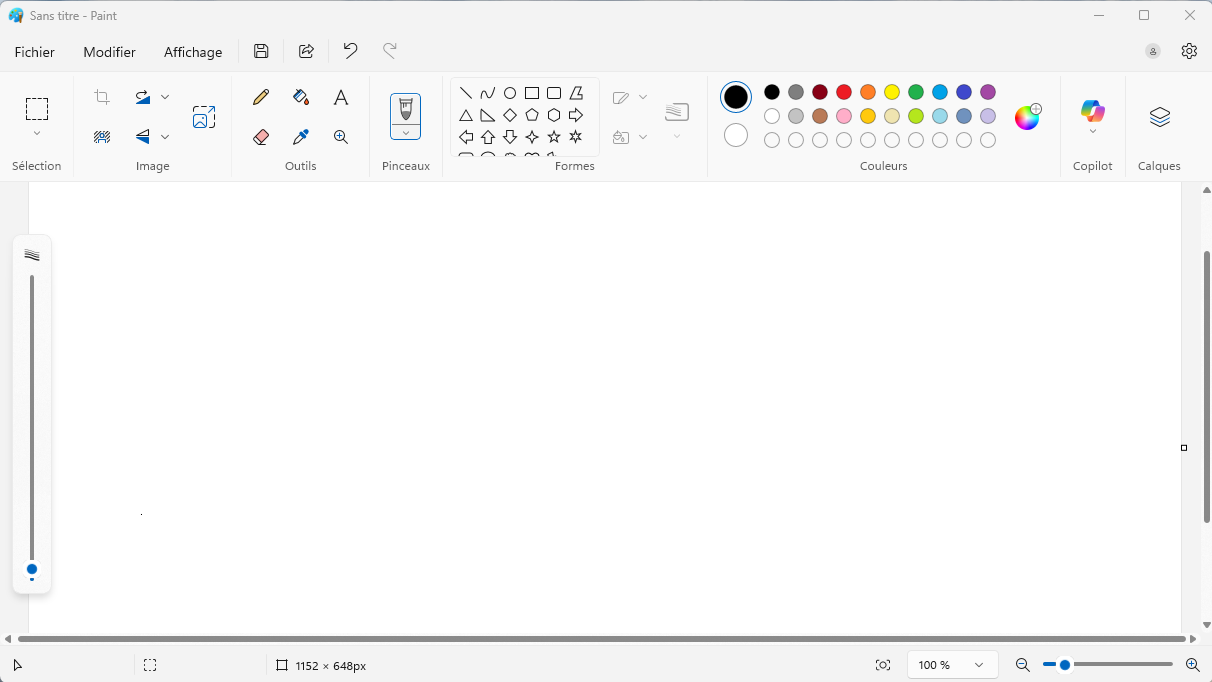 Sans titre - Paint
Fichier
Modifier
Affichage
Sélection
Image
Outils
Pinceaux
Formes
Couleurs
Copilot
Calques
1152 × 648px
100 %